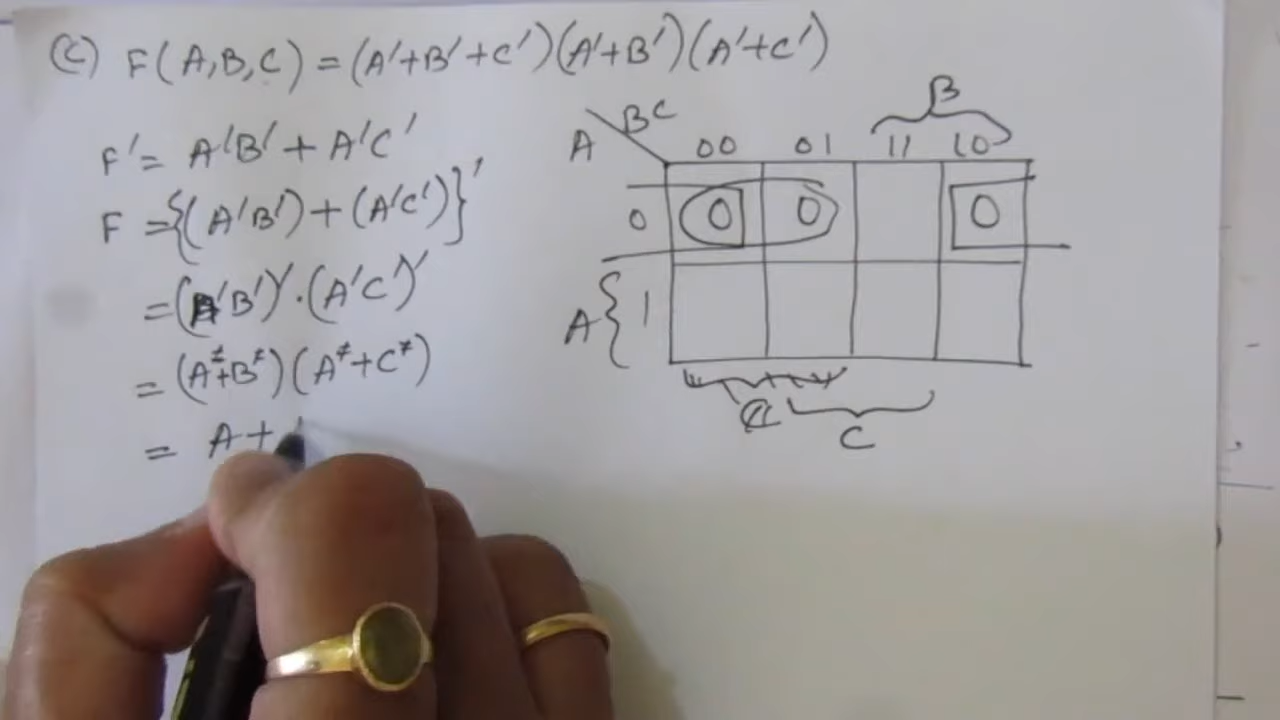 (c) F(A,B,C) = (A'+B'+C')(A'+B')(A'+C')
F' = A'B' + A'C'
F = {(A'B') + (A'C')}'
= (A'B')' . (A'C')'
= (A''+B'')(A''+C'')
= A +
B
A BC 00 01 11 10
0 0 0 0
A { 1
C